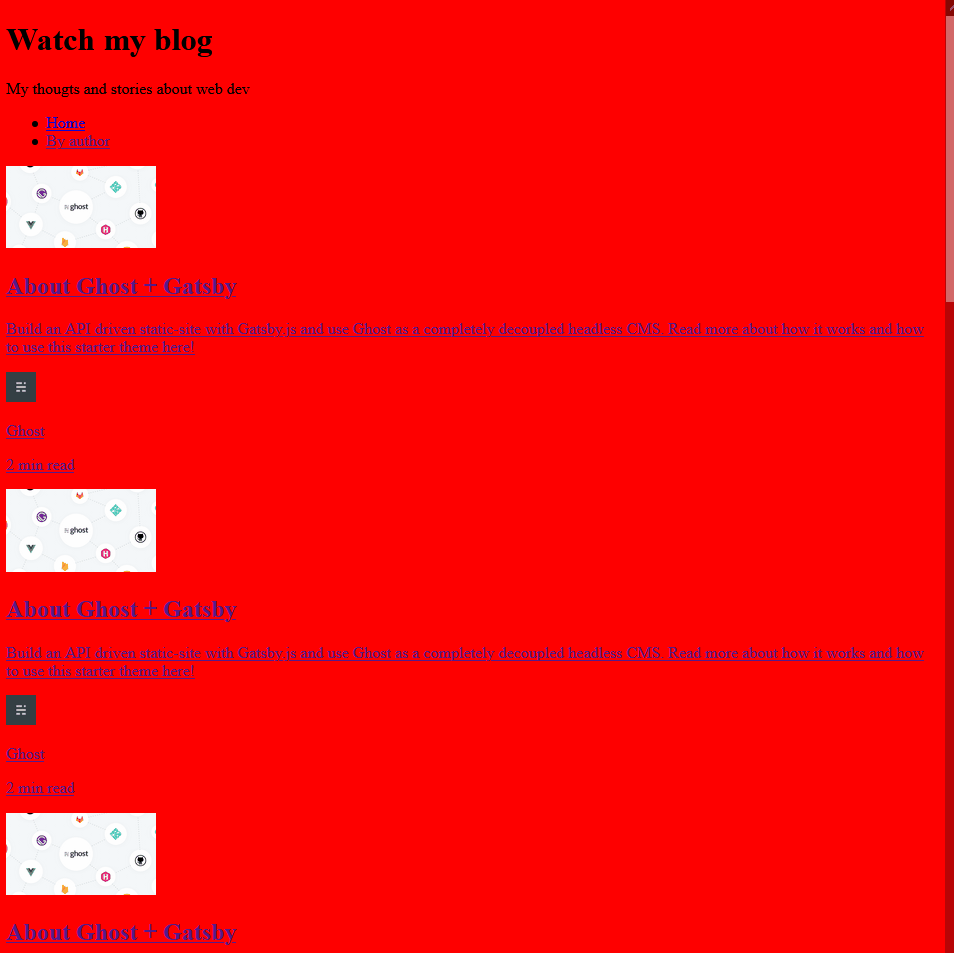 Watch my blog
My thougts and stories about web dev
Home
By author
ghost
About Ghost + Gatsby
Build an API driven static-site with Gatsby.js and use Ghost as a completely decoupled headless CMS. Read more about how it works and how
to use this starter theme here!
Ghost
2 min read
ghost
About Ghost + Gatsby
Build an API driven static-site with Gatsby.js and use Ghost as a completely decoupled headless CMS. Read more about how it works and how
to use this starter theme here!
Ghost
2 min read
ghost
About Ghost + Gatsby